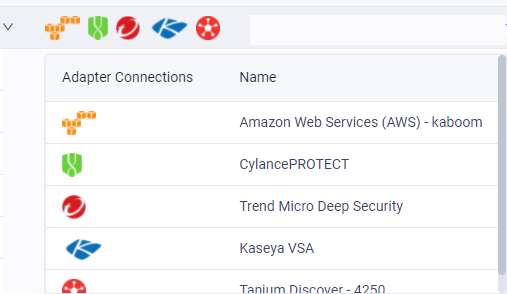 Adapter Connections Name
Amazon Web Services (AWS) - kaboom
CylancePROTECT
Trend Micro Deep Security
Kaseya VSA
Tanium Discover - 4250